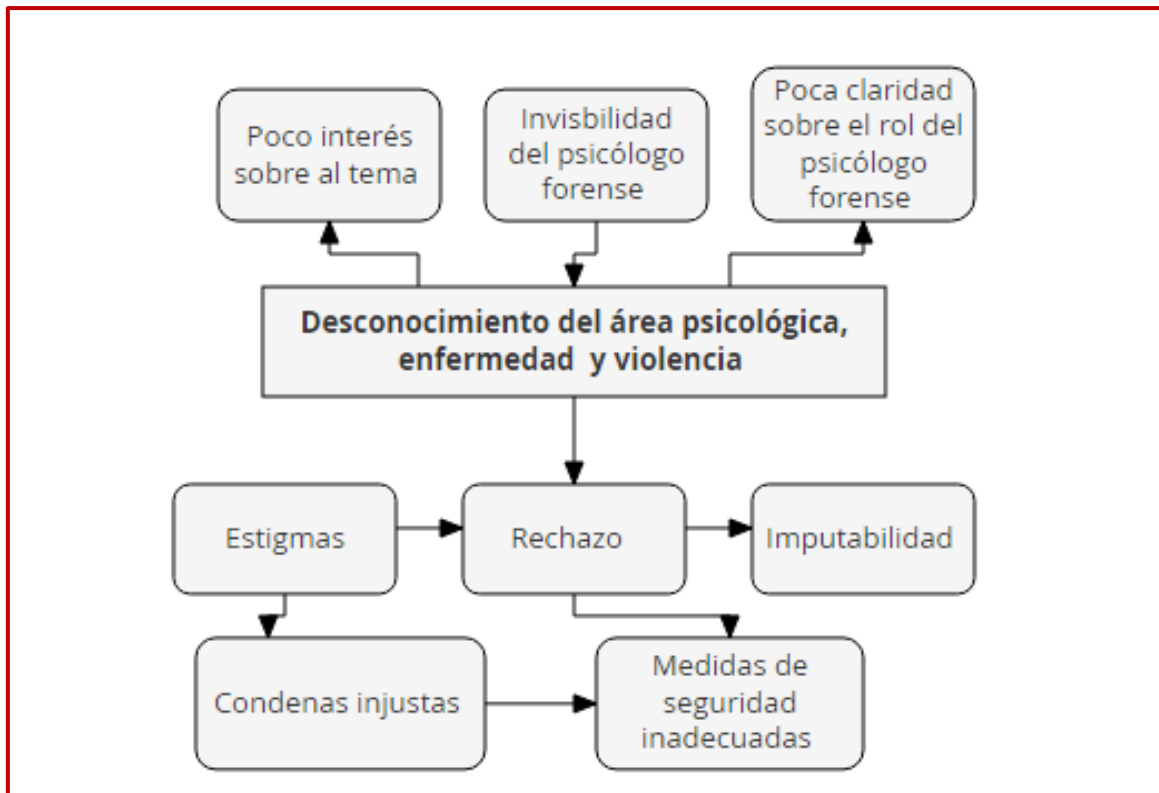 Poco interés
sobre al tema
Invisbilidad
del psicólogo
forense
Poca claridad
sobre el rol del
psicólogo
forense
Desconocimiento del área psicológica,
enfermedad y violencia
Estigmas
Rechazo
Imputabilidad
Condenas injustas
Medidas de
seguridad
inadecuadas